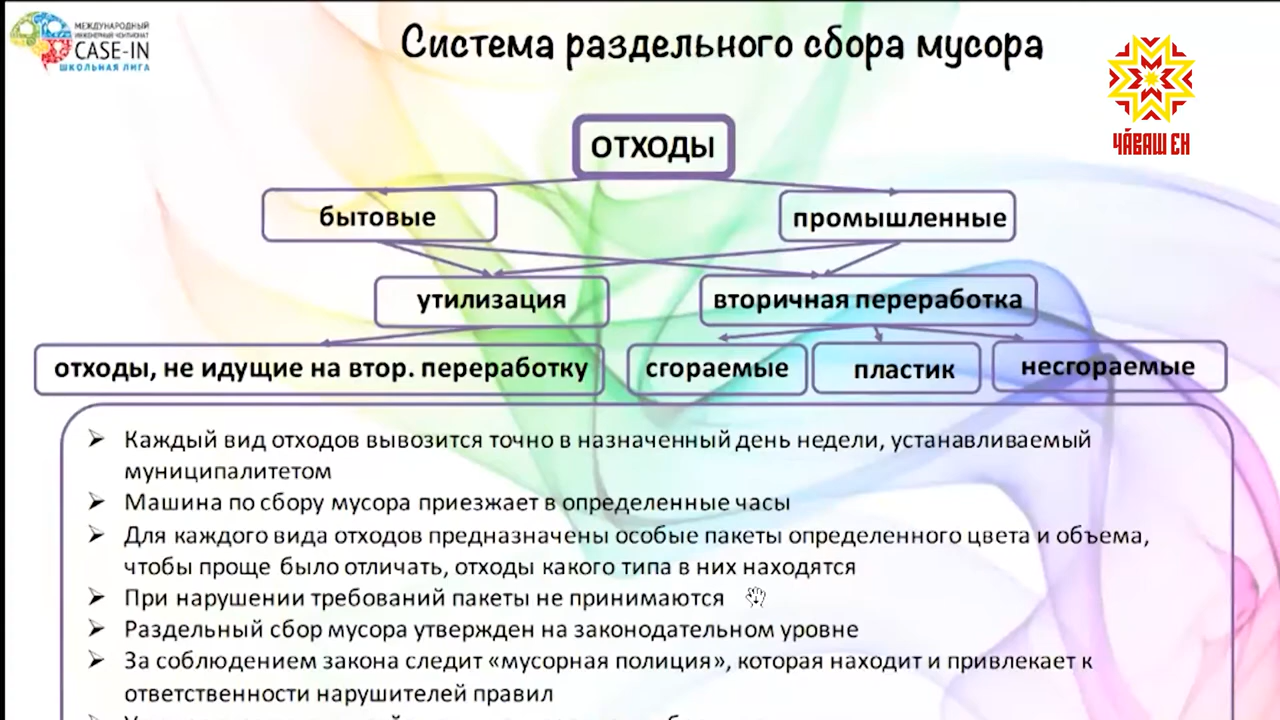 МЕЖДУНАРОДНЫЙ
ИНЖЕНЕРНЫЙ ЧЕМПИОНАТ
CASE-IN
ШКОЛЬНАЯ ЛИГА
Система раздельного сбора мусора
ЧӐВАШ ЕН
ОТХОДЫ
бытовые
промышленные
утилизация
вторичная переработка
отходы, не идущие на втор. переработку
сгораемые
пластик
несгораемые
Каждый вид отходов вывозится точно в назначенный день недели, устанавливаемый
муниципалитетом
Машина по сбору мусора приезжает в определенные часы
Для каждого вида отходов предназначены особые пакеты определенного цвета и объема,
чтобы проще было отличать, отходы какого типа в них находятся
При нарушении требований пакеты не принимаются
Раздельный сбор мусора утвержден на законодательном уровне
За соблюдением закона следит «мусорная полиция», которая находит и привлекает к
ответственности нарушителей правил